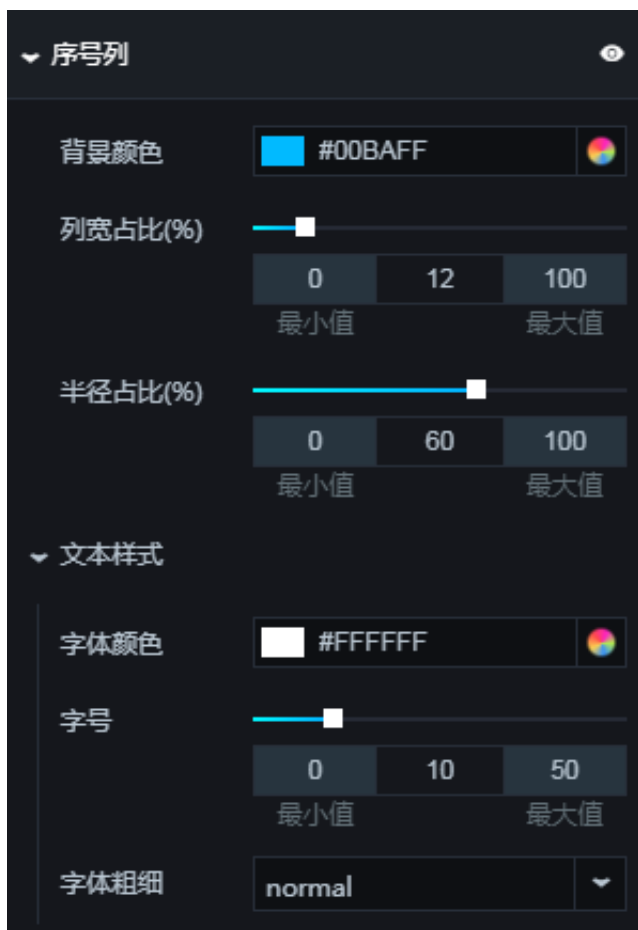 序号列
背景颜色 #00BAFF
列宽占比(%)
0 12 100
最小值 最大值
半径占比(%)
0 60 100
最小值 最大值
文本样式
字体颜色 #FFFFFF
字号
0 10 50
最小值 最大值
字体粗细 normal